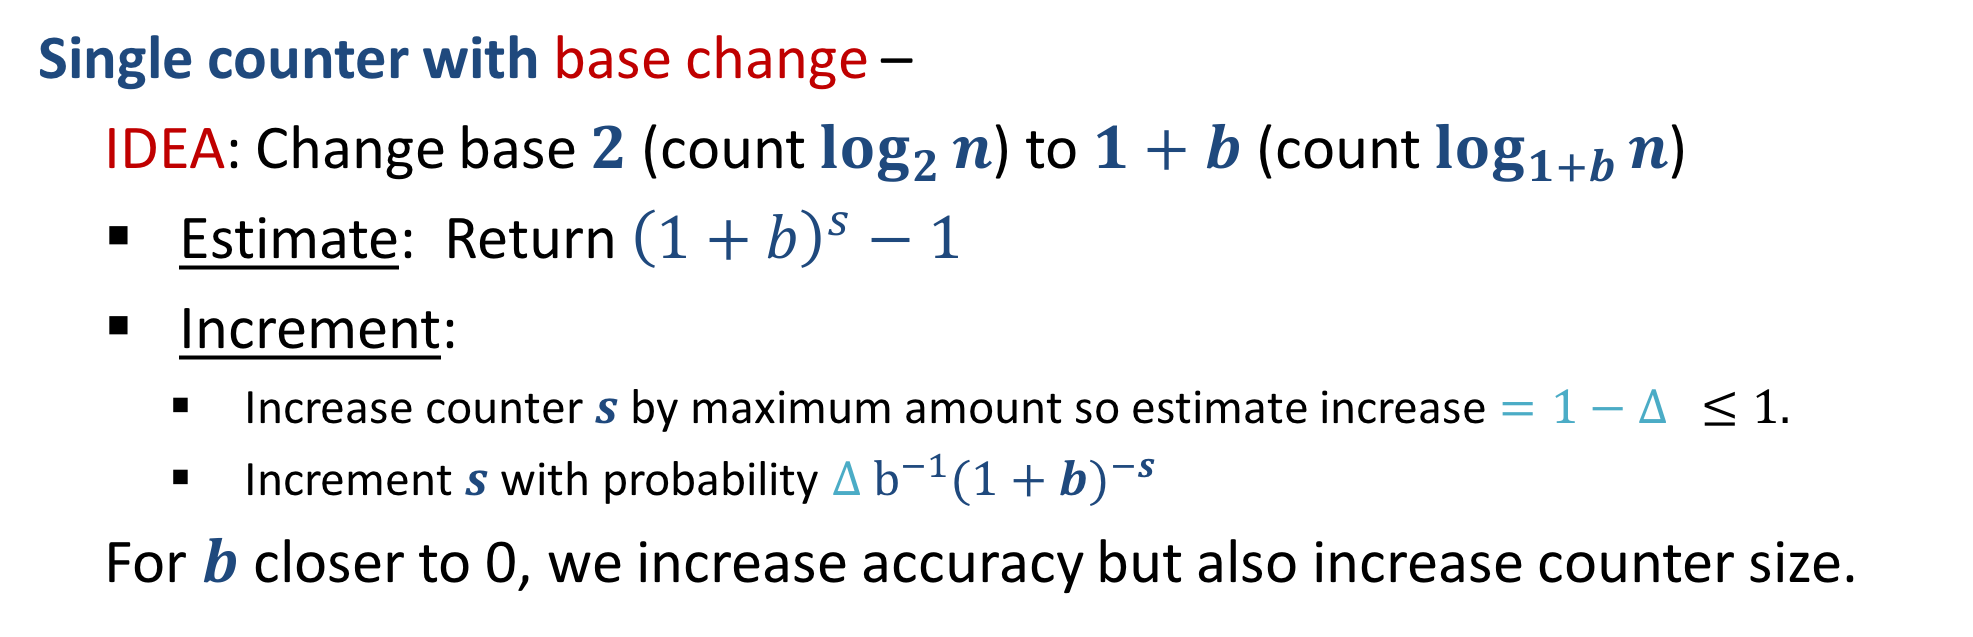 Single counter with base change –
IDEA: Change base 2 (count log₂ n) to 1 + b (count log₁₊b n)
▪ Estimate: Return (1 + b)ˢ − 1
▪ Increment:
▪ Increase counter s by maximum amount so estimate increase = 1 − Δ ≤ 1.
▪ Increment s with probability Δ b⁻¹(1 + b)⁻ˢ
For b closer to 0, we increase accuracy but also increase counter size.